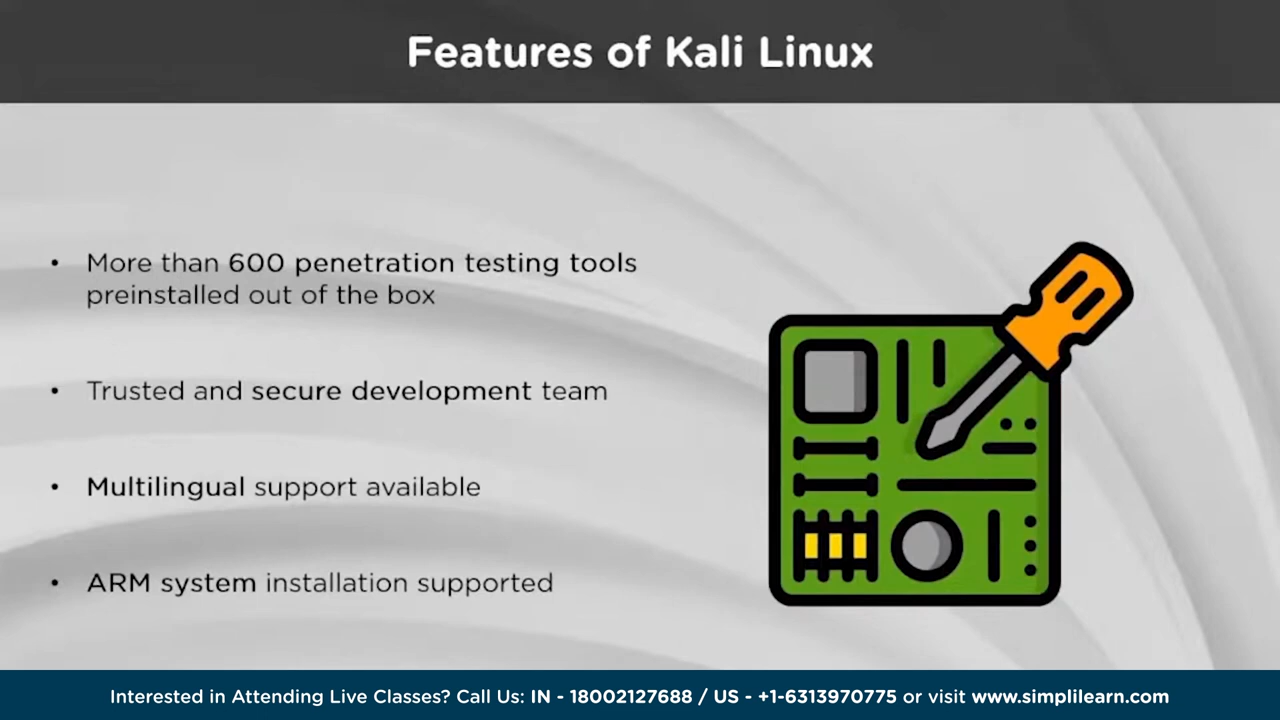 Features of Kali Linux
• More than 600 penetration testing tools
preinstalled out of the box
• Trusted and secure development team
• Multilingual support available
• ARM system installation supported
Interested in Attending Live Classes? Call Us: IN - 18002127688 / US - +1-6313970775 or visit www.simplilearn.com